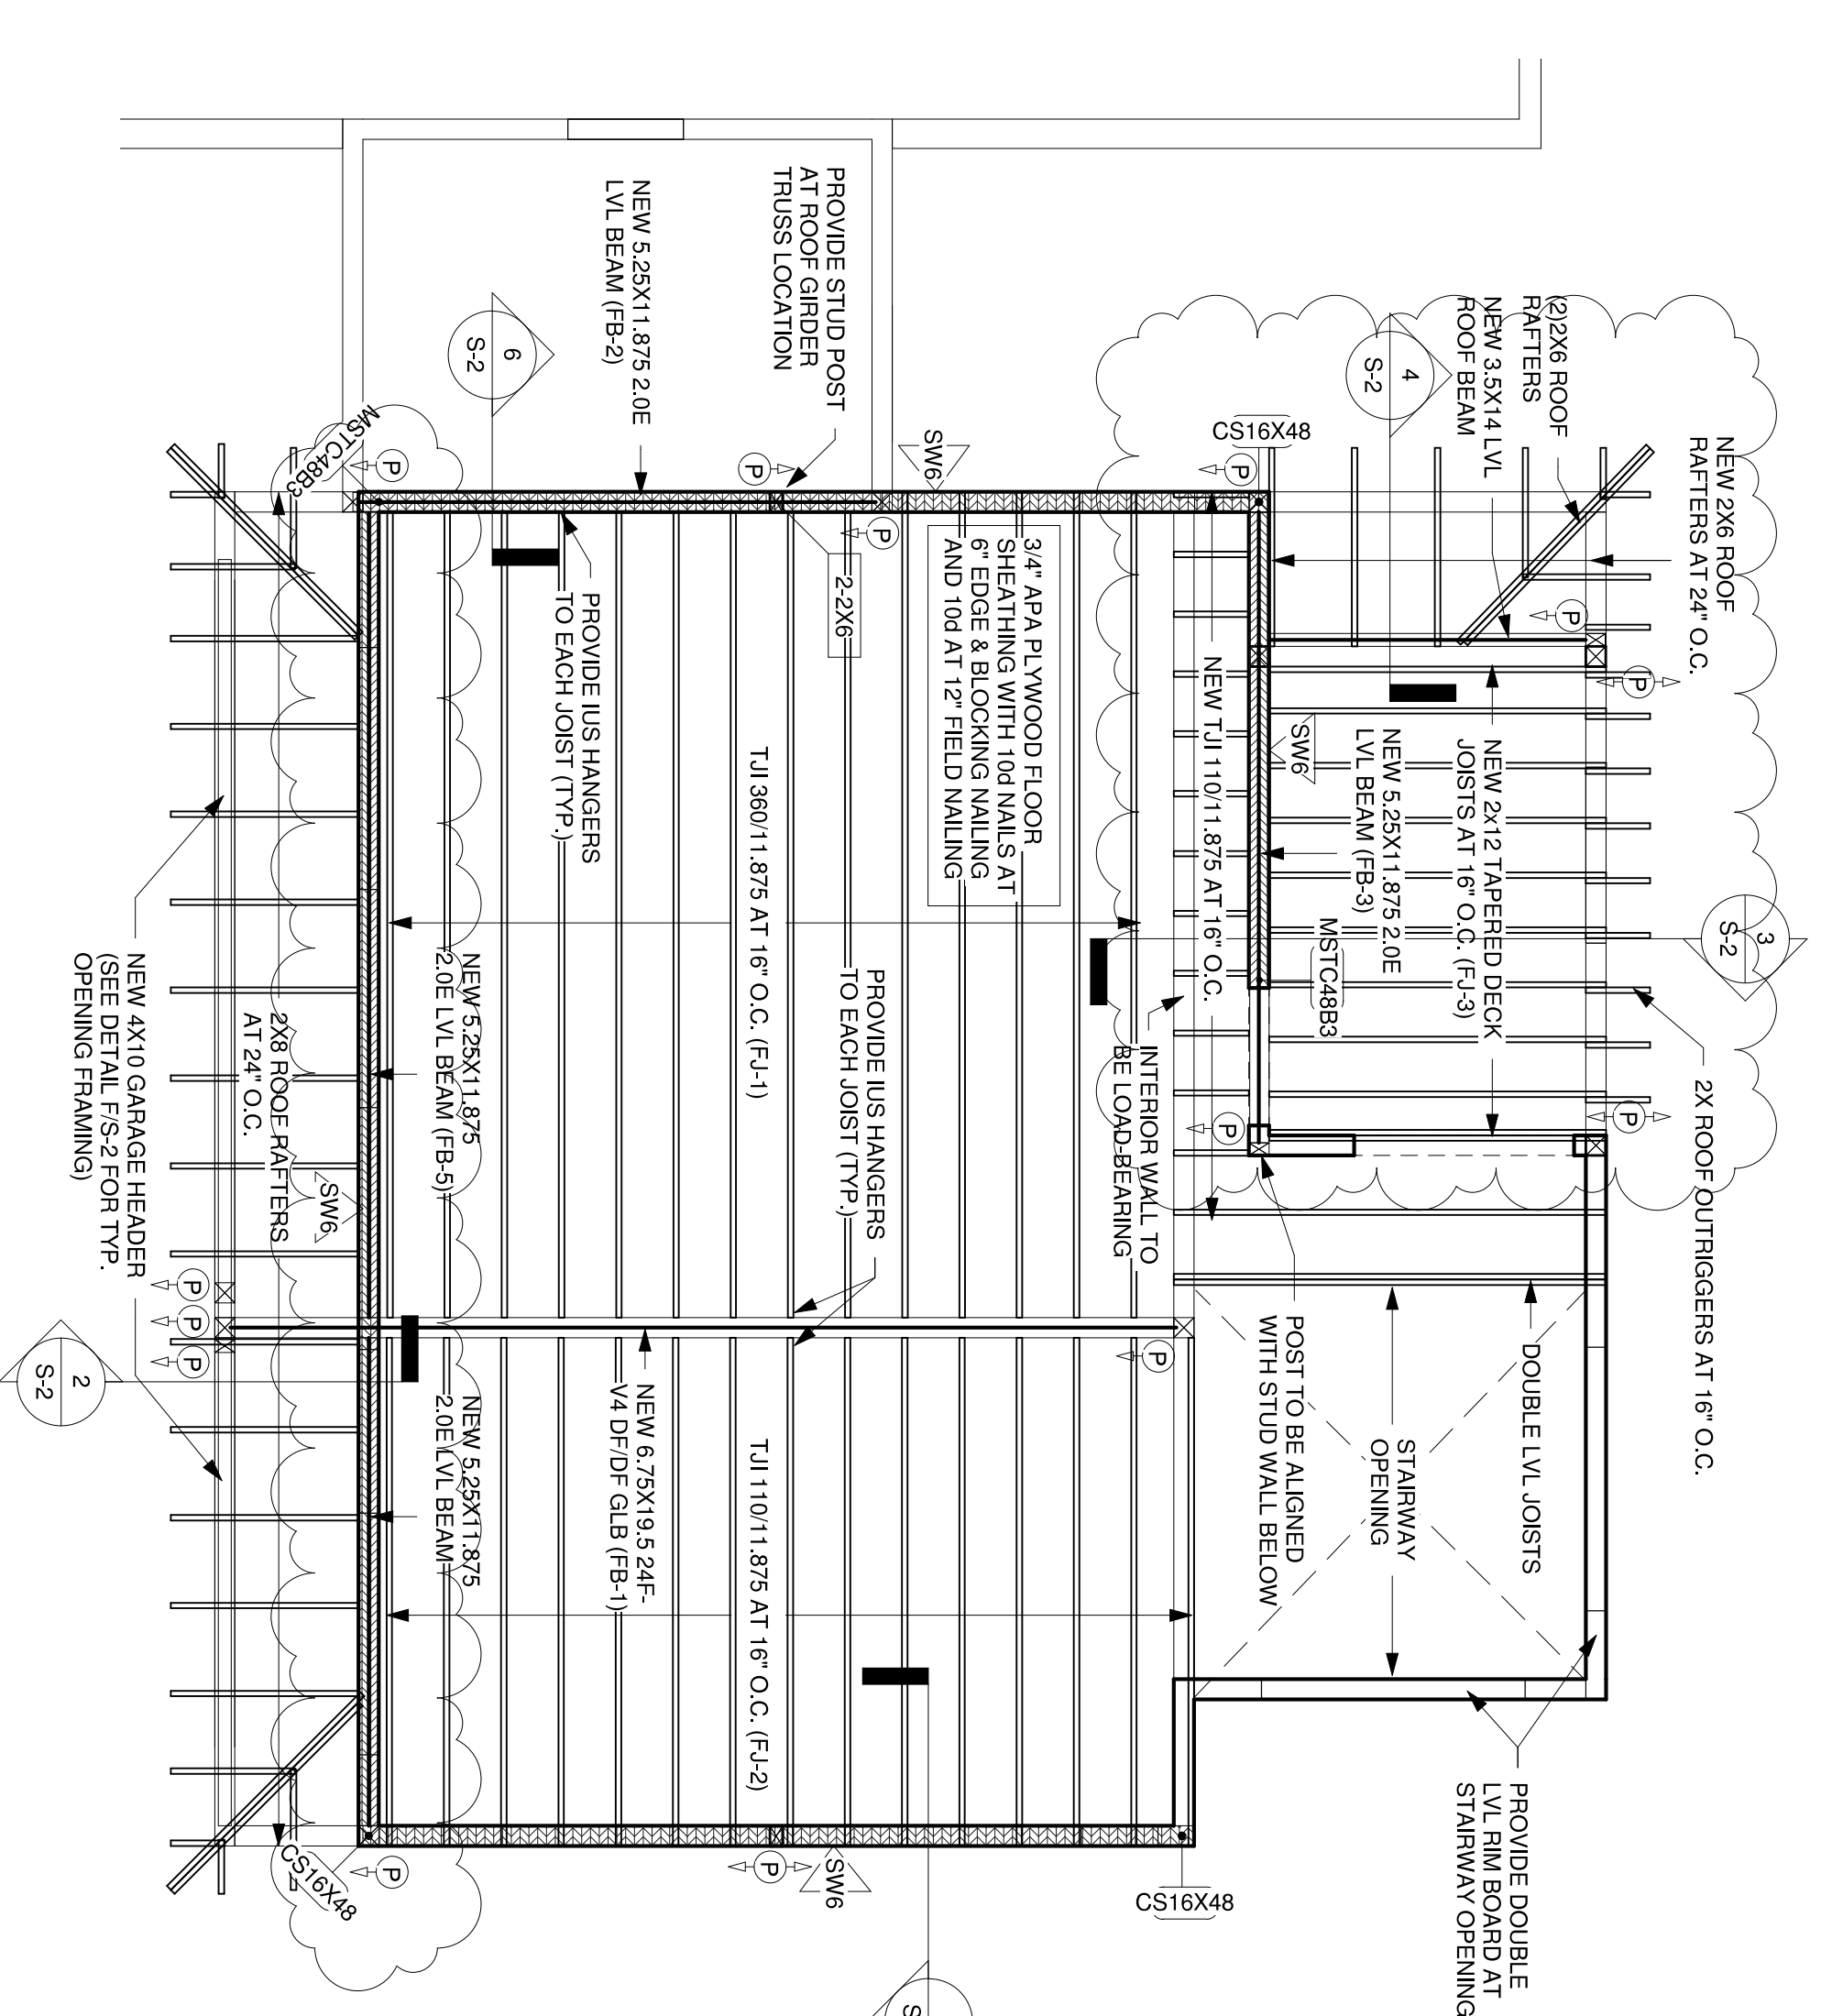 NEW 2X6 ROOF
RAFTERS AT 24" O.C.
(2)2X6 ROOF
RAFTERS
NEW 3.5X14 LVL
ROOF BEAM
4
S-2
CS16X48
P
P
P
SW6
PROVIDE STUD POST
AT ROOF GIRDER
TRUSS LOCATION
P
P
NEW 5.25X11.875 2.0E
LVL BEAM (FB-2)
6
S-2
MSTC48B3
P
2X ROOF OUTRIGGERS AT 16" O.C.
3
S-2
P
NEW 2x12 TAPERED DECK
JOISTS AT 16" O.C. (FJ-3)
NEW 5.25X11.875 2.0E
LVL BEAM (FB-3)
MSTC48B3
SW6
P
NEW TJI 110/11.875 AT 16" O.C.
INTERIOR WALL TO
BE LOAD-BEARING
3/4" APA PLYWOOD FLOOR
SHEATHING WITH 10d NAILS AT
6" EDGE & BLOCKING NAILING
AND 10d AT 12" FIELD NAILING
2-2X6
PROVIDE IUS HANGERS
TO EACH JOIST (TYP.)
TJI 360/11.875 AT 16" O.C. (FJ-1)
PROVIDE IUS HANGERS
TO EACH JOIST (TYP.)
NEW 5.25X11.875
2.0E LVL BEAM (FB-5)
2X8 ROOF RAFTERS
AT 24" O.C.
SW6
NEW 4X10 GARAGE HEADER
(SEE DETAIL F/S-2 FOR TYP.
OPENING FRAMING)
P
P
P
2
S-2
DOUBLE LVL JOISTS
STAIRWAY
OPENING
POST TO BE ALIGNED
WITH STUD WALL BELOW
P
NEW 6.75X19.5 24F-
V4 DF/DF GLB (FB-1)
TJI 110/11.875 AT 16" O.C. (FJ-2)
NEW 5.25X11.875
2.0E LVL BEAM
PROVIDE DOUBLE
LVL RIM BOARD AT
STAIRWAY OPENING
CS16X48
SW6
P
P
CS16X48